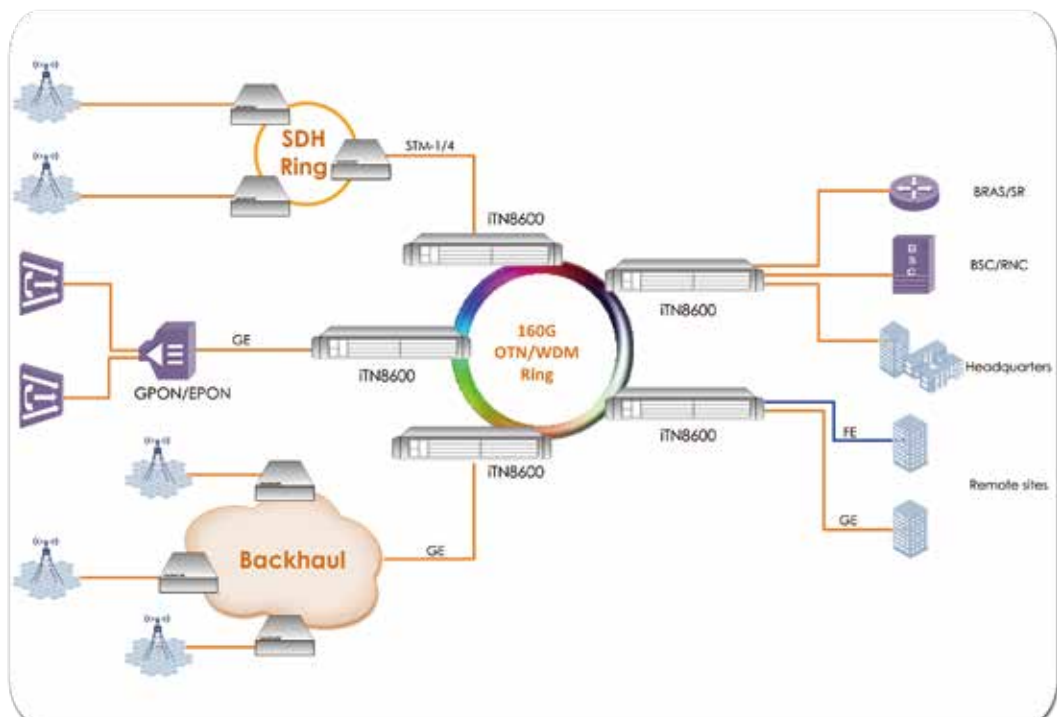 SDH
Ring
STM-1/4
iTN8600
BRAS/SR
BSC
BSC/RNC
iTN8600
160G
OTN/WDM
Ring
GE
iTN8600
GPON/EPON
Headquarters
iTN8600
FE
iTN8600
Remote sites
GE
Backhaul
GE